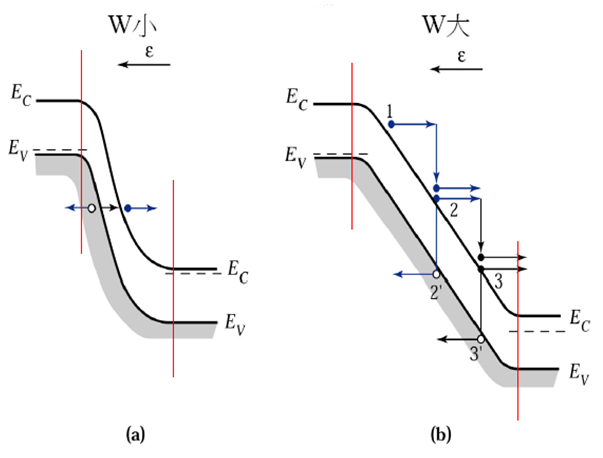 W小
ε
E_C
E_V
E_C
E_V
(a)
W大
ε
E_C
E_V
1
2
3
2'
3'
E_C
E_V
(b)